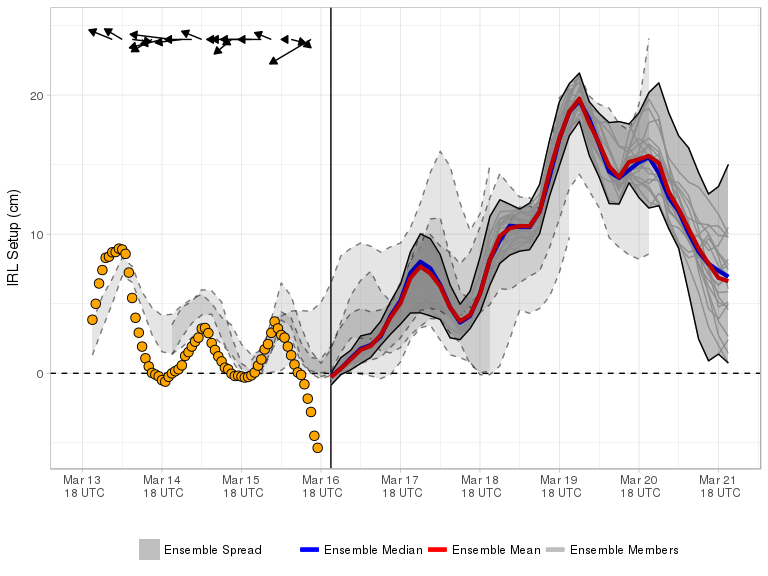 IRL Setup (cm)
20
10
0
Mar 13 Mar 14 Mar 15 Mar 16 Mar 17 Mar 18 Mar 19 Mar 20 Mar 21
18 UTC 18 UTC 18 UTC 18 UTC 18 UTC 18 UTC 18 UTC 18 UTC 18 UTC
Ensemble Spread Ensemble Median Ensemble Mean Ensemble Members